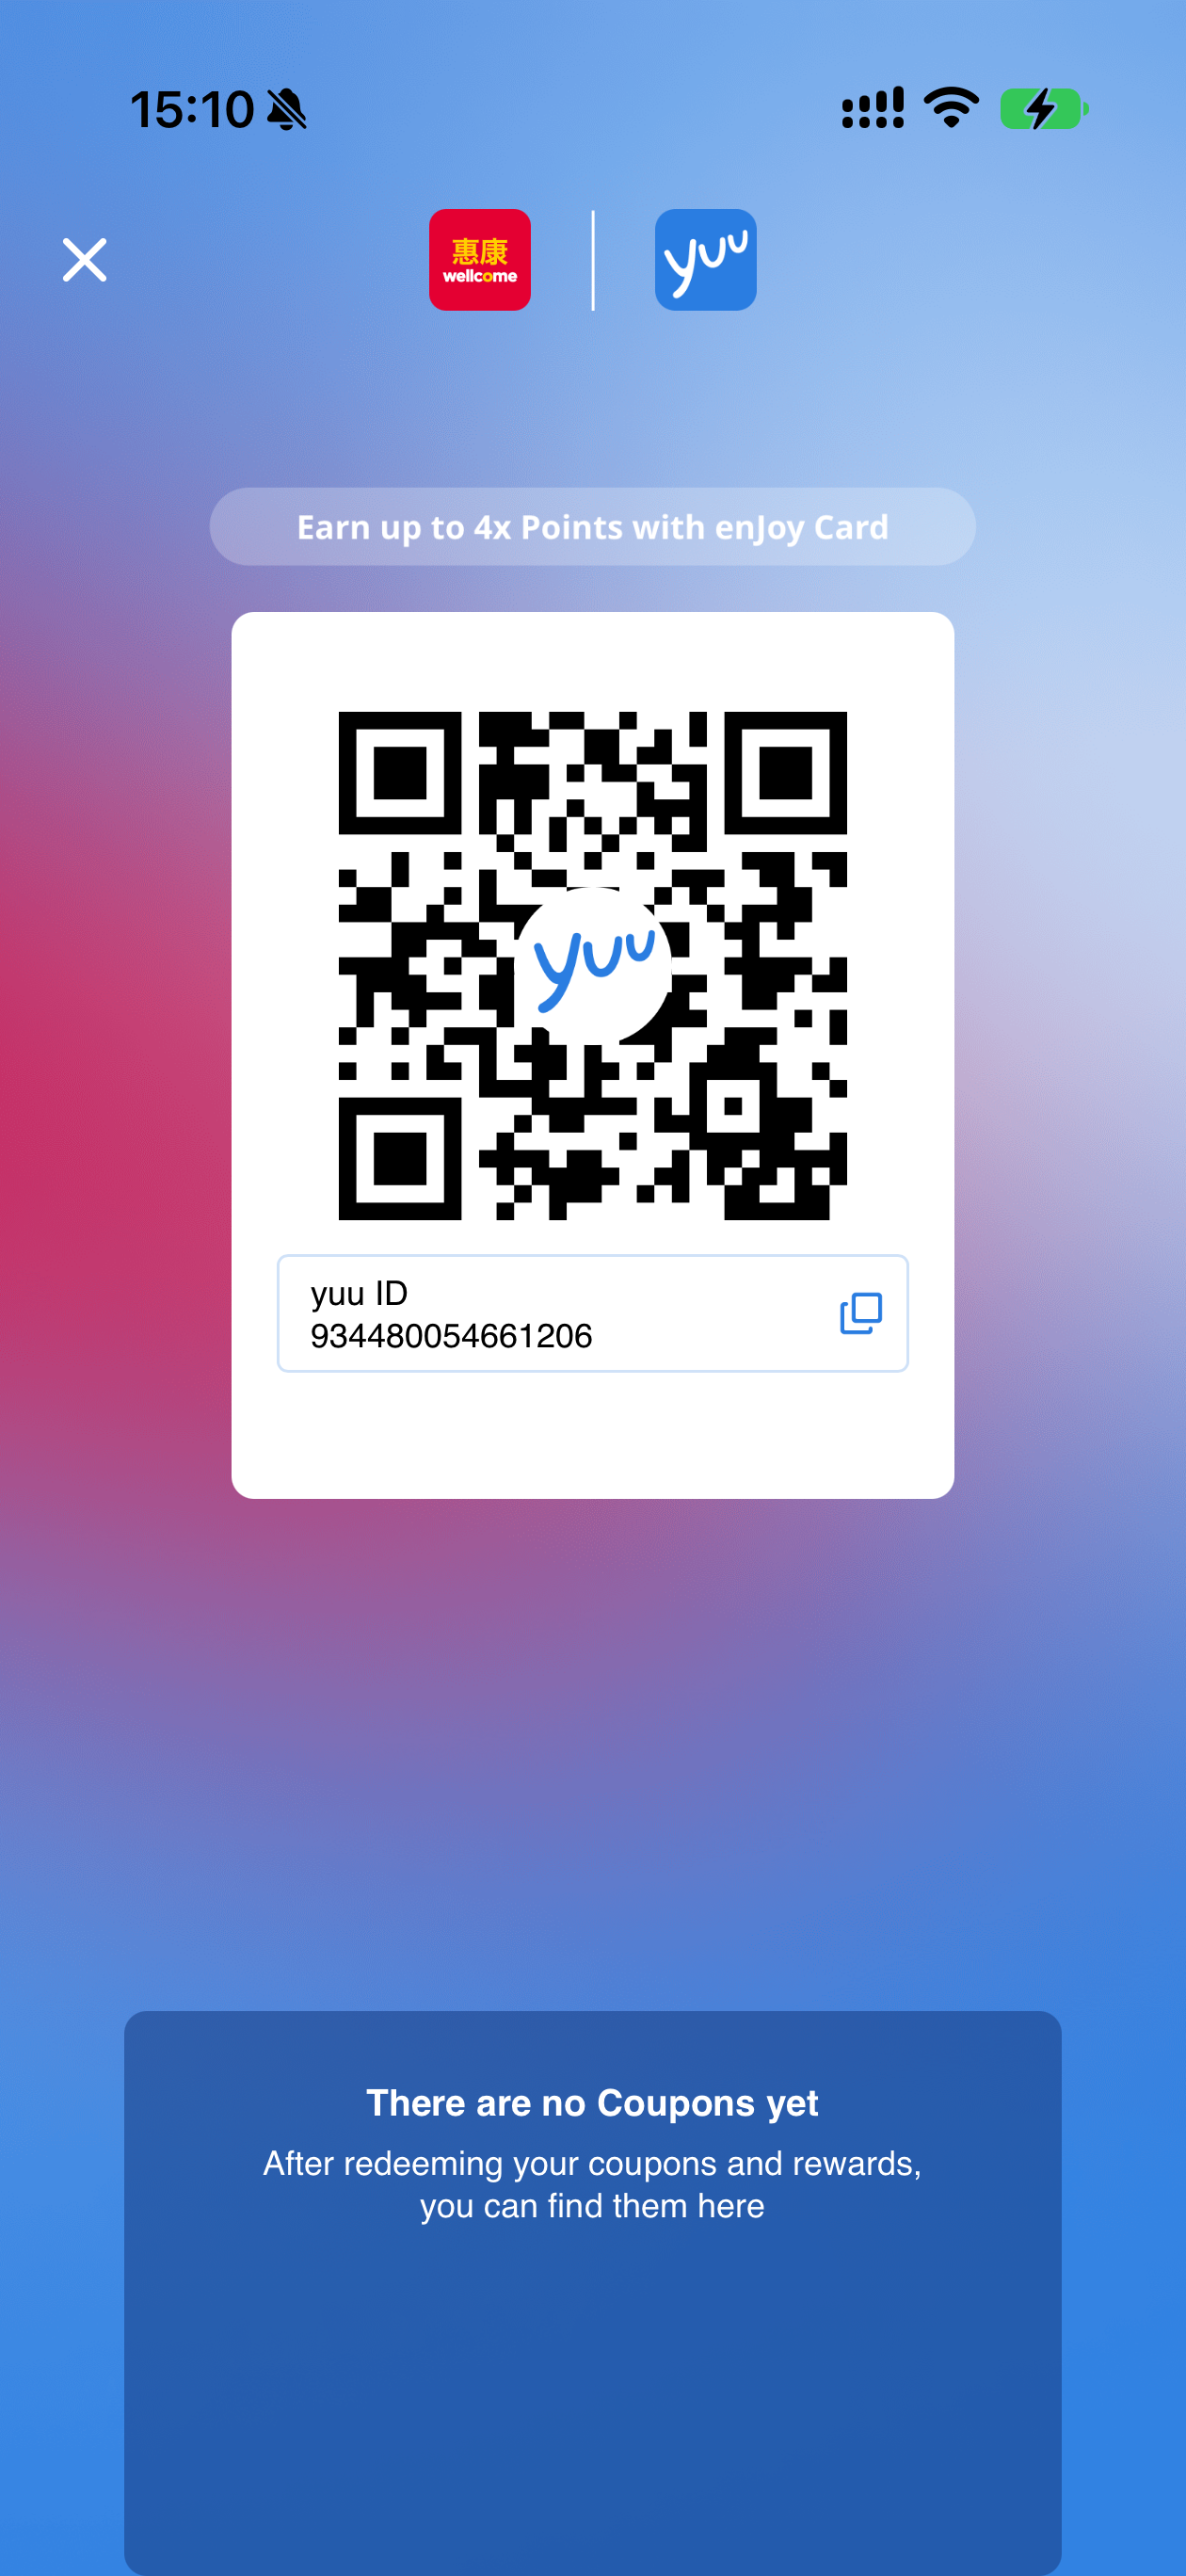 15:10
惠康
wellcome
yuu
Earn up to 4x Points with enJoy Card
yuu
yuu ID
934480054661206
There are no Coupons yet
After redeeming your coupons and rewards,
you can find them here